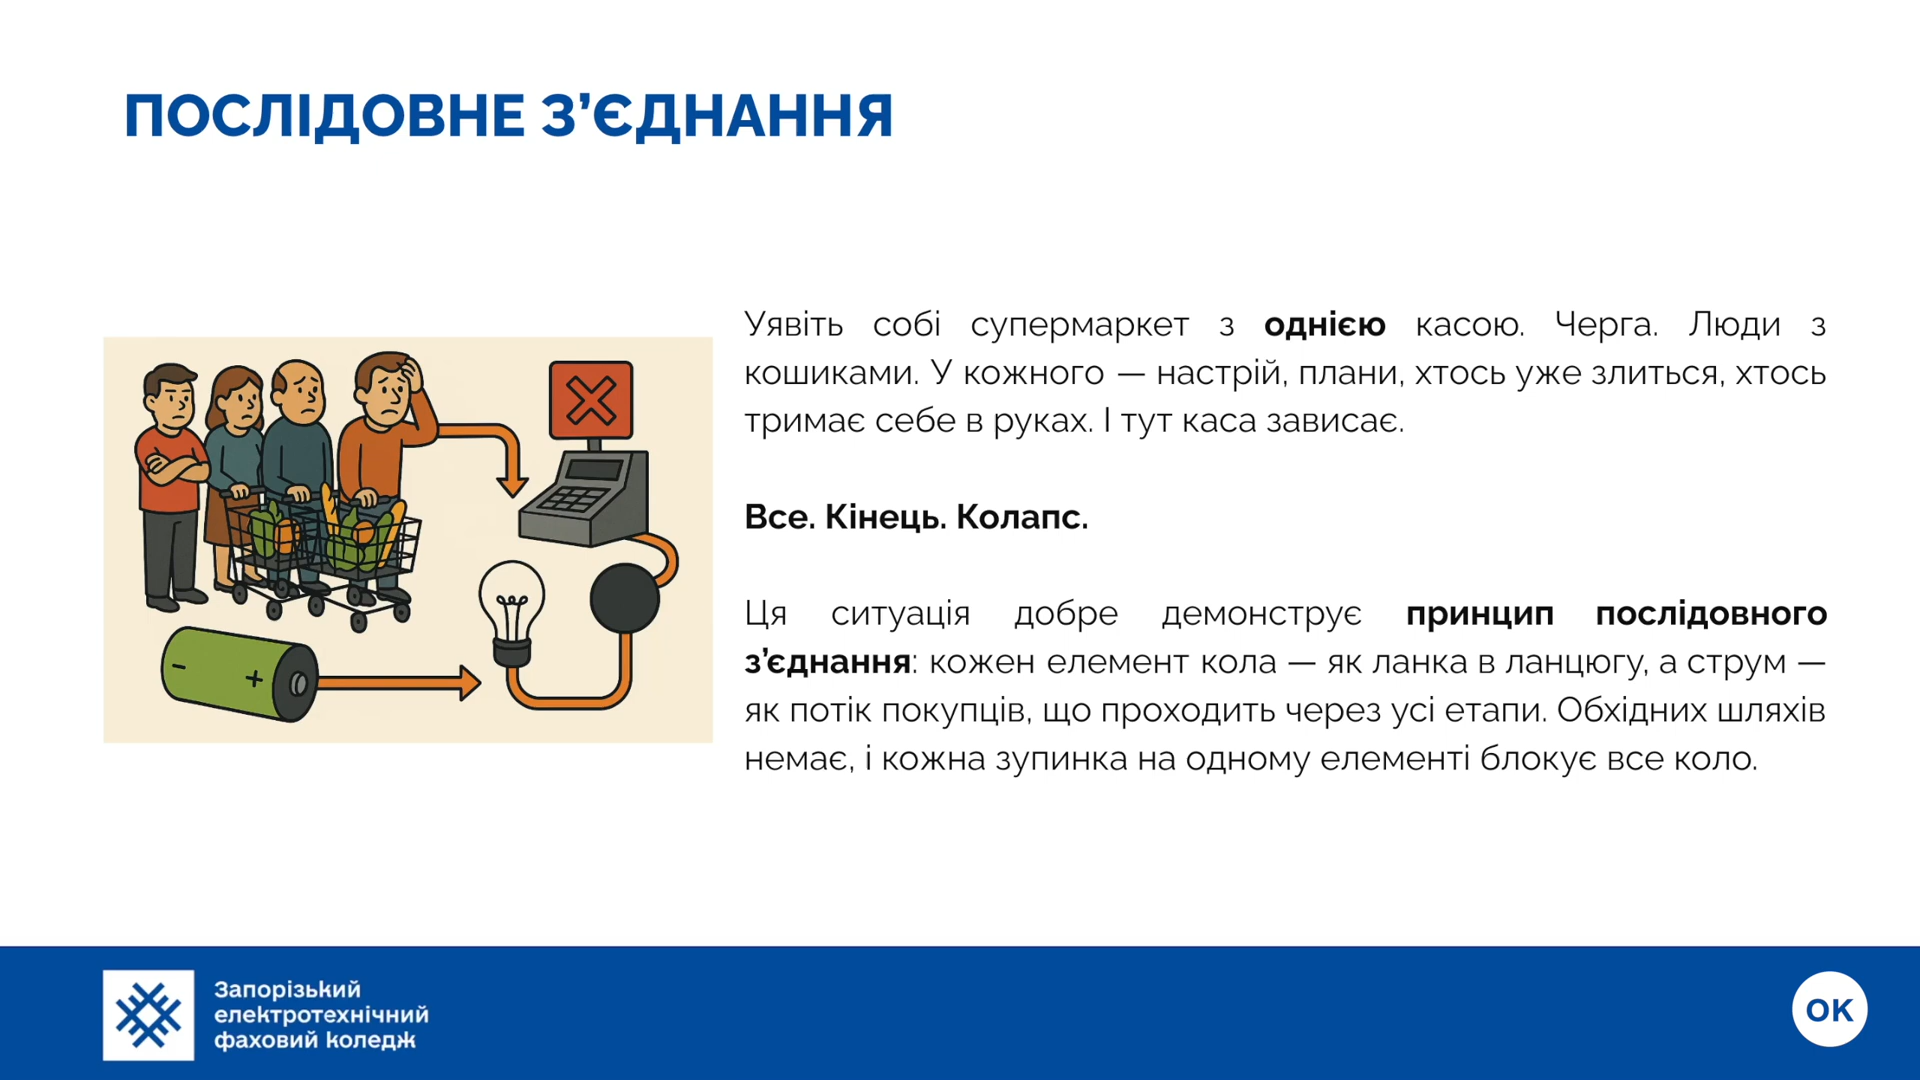 ПОСЛІДОВНЕ З’ЄДНАННЯ
Уявіть собі супермаркет з однією касою. Черга. Люди з
кошиками. У кожного — настрій, плани, хтось уже злиться, хтось
тримає себе в руках. І тут каса зависає.
Все. Кінець. Колапс.
Ця ситуація добре демонструє принцип послідовного
з’єднання: кожен елемент кола — як ланка в ланцюгу, а струм —
як потік покупців, що проходить через усі етапи. Обхідних шляхів
немає, і кожна зупинка на одному елементі блокує все коло.
- +
Запорізький
електротехнічний
фаховий коледж
ОК